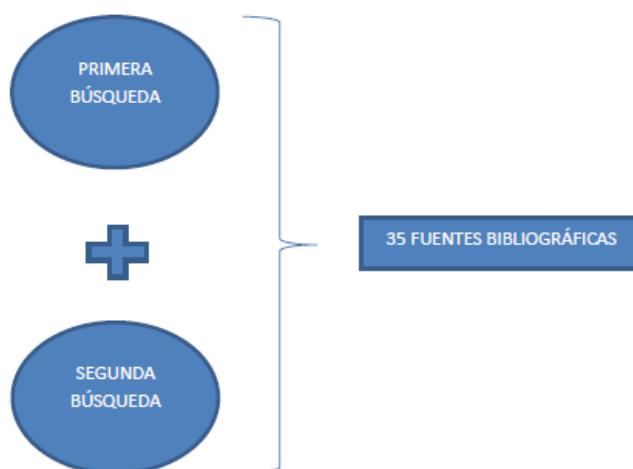 PRIMERA
BÚSQUEDA
35 FUENTES BIBLIOGRÁFICAS
SEGUNDA
BÚSQUEDA